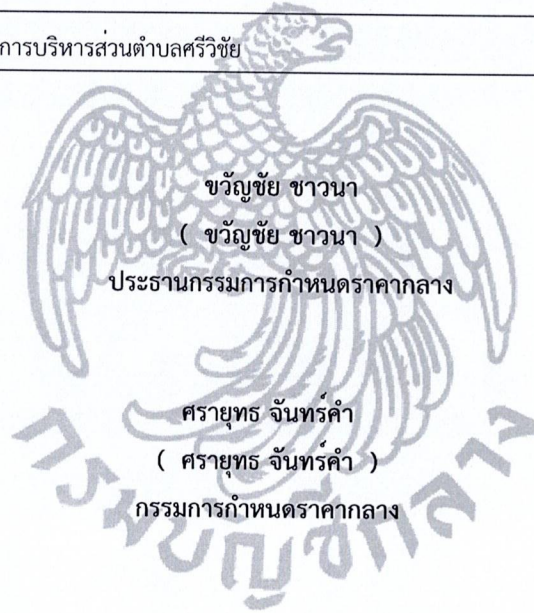 การบริหารส่วนตำบลศรีวิชัย
ขวัญชัย ชาวนา
( ขวัญชัย ชาวนา )
ประธานกรรมการกำหนดราคากลาง
ศรายุทธ จันทร์คำ
( ศรายุทธ จันทร์คำ )
กรรมการกำหนดราคากลาง
กรมบัญชีกลาง